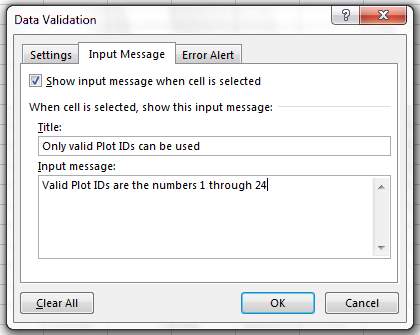 Data Validation
?
Settings
Input Message
Error Alert
Show input message when cell is selected
When cell is selected, show this input message:
Title:
Only valid Plot IDs can be used
Input message:
Valid Plot IDs are the numbers 1 through 24
Clear All
OK
Cancel